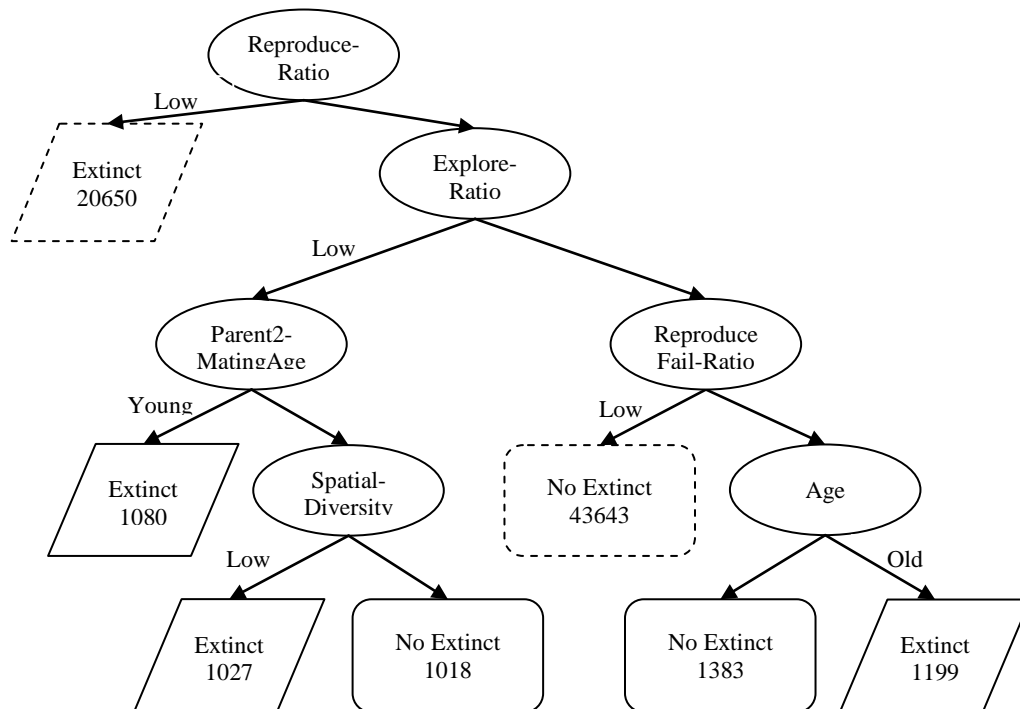 Reproduce-
Ratio
Low
Extinct
20650
Explore-
Ratio
Low
Parent2-
MatingAge
Reproduce
Fail-Ratio
Young
Low
Extinct
1080
Spatial-
Diversity
No Extinct
43643
Age
Low
Old
Extinct
1027
No Extinct
1018
No Extinct
1383
Extinct
1199